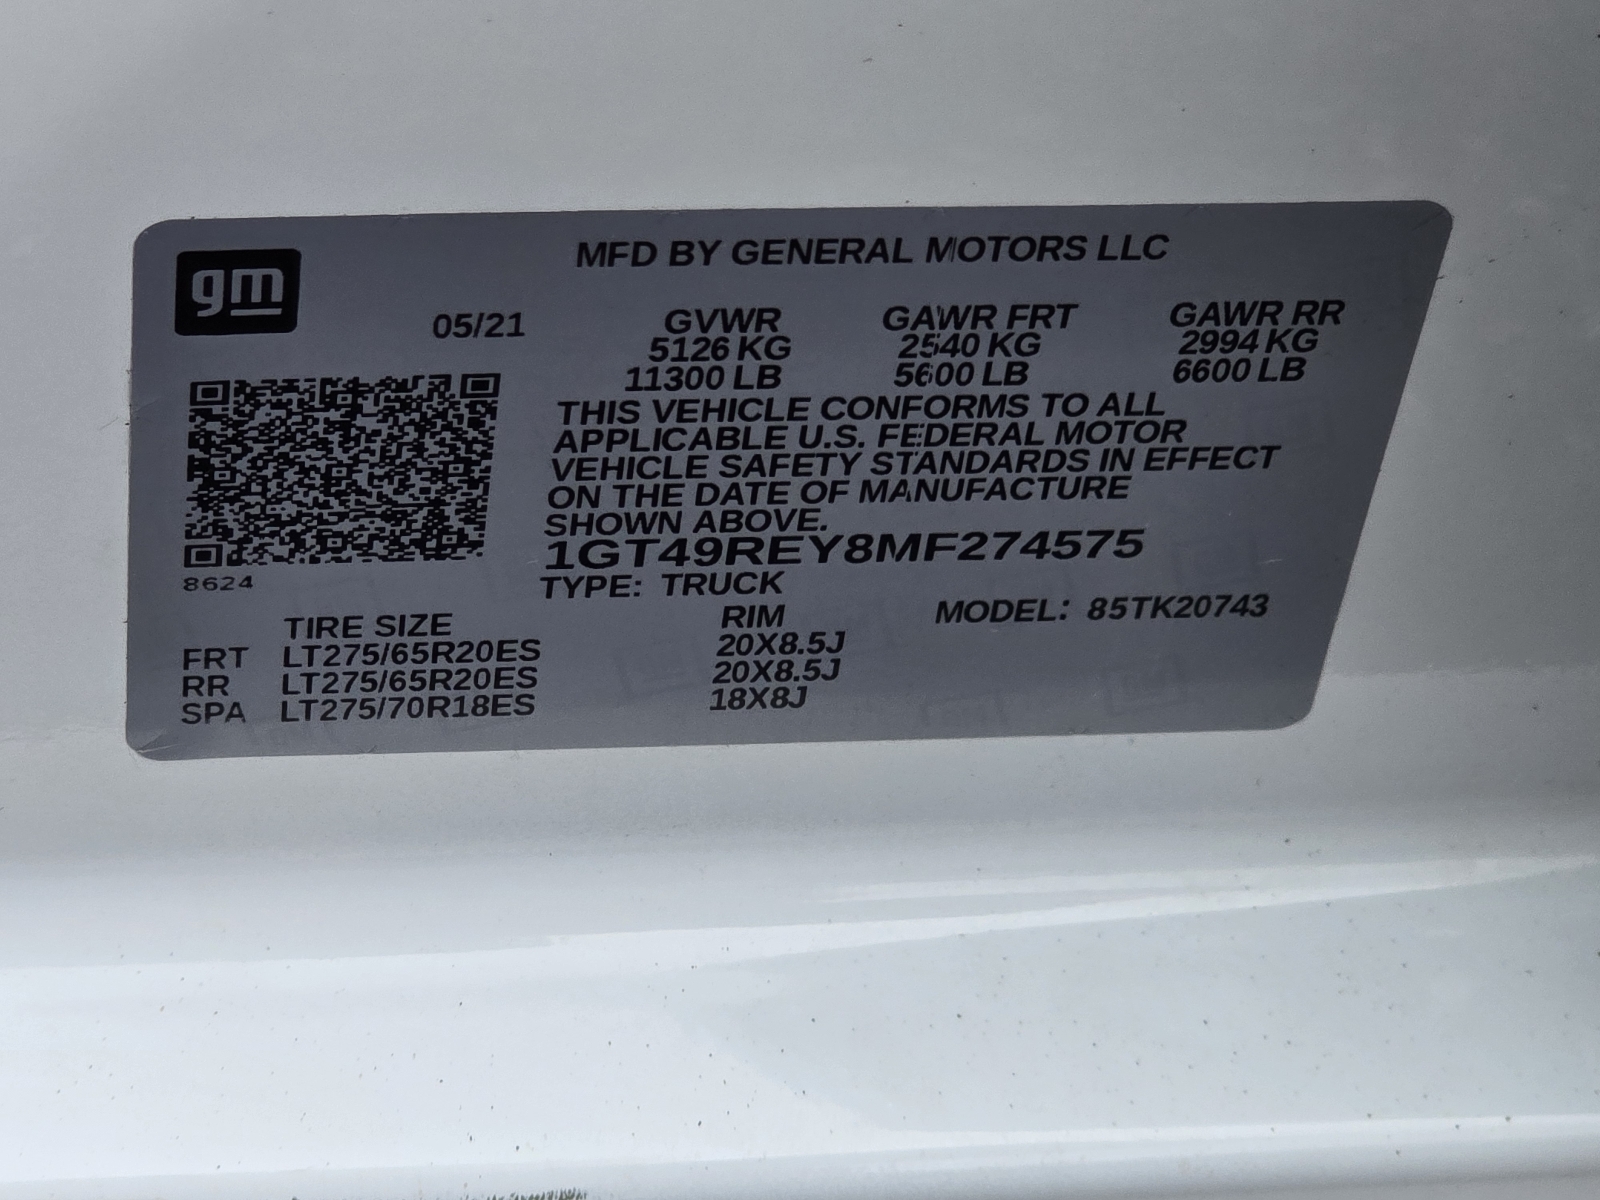 gm
MFD BY GENERAL MOTORS LLC
05/21
GVWR GAWR FRT GAWR RR
5126 KG 2540 KG 2994 KG
11300 LB 5600 LB 6600 LB
THIS VEHICLE CONFORMS TO ALL
APPLICABLE U.S. FEDERAL MOTOR
VEHICLE SAFETY STANDARDS IN EFFECT
ON THE DATE OF MANUFACTURE
SHOWN ABOVE.
1GT49REY8MF274575
8624
TYPE: TRUCK
MODEL: 85TK20743
TIRE SIZE RIM
FRT LT275/65R20ES 20X8.5J
RR LT275/65R20ES 20X8.5J
SPA LT275/70R18ES 18X8J